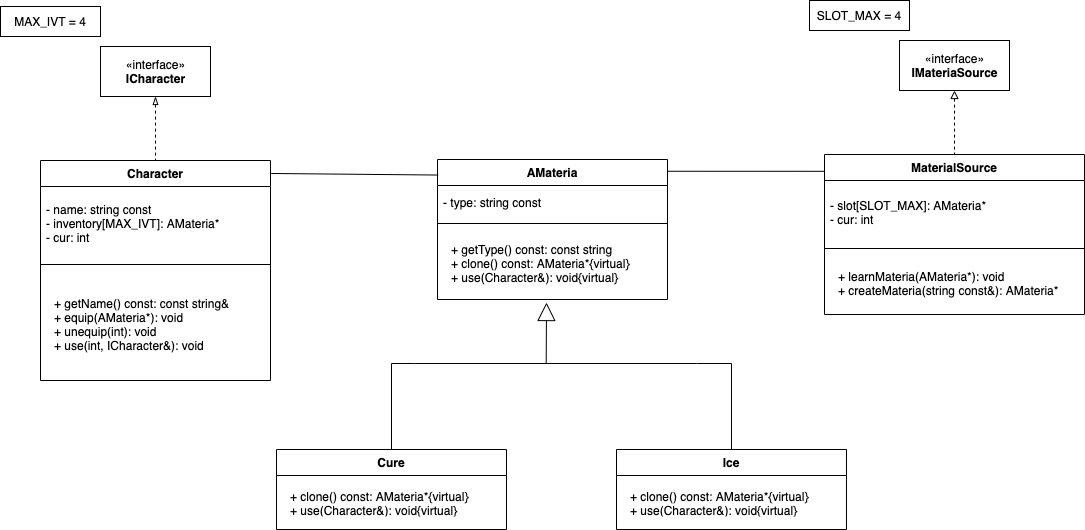 MAX_IVT = 4
SLOT_MAX = 4
«interface»
ICharacter
«interface»
IMateriaSource
Character
- name: string const
- inventory[MAX_IVT]: AMateria*
- cur: int
+ getName() const: const string&
+ equip(AMateria*): void
+ unequip(int): void
+ use(int, ICharacter&): void
AMateria
- type: string const
+ getType() const: const string
+ clone() const: AMateria*{virtual}
+ use(Character&): void{virtual}
MaterialSource
- slot[SLOT_MAX]: AMateria*
- cur: int
+ learnMateria(AMateria*): void
+ createMateria(string const&): AMateria*
Cure
+ clone() const: AMateria*{virtual}
+ use(Character&): void{virtual}
Ice
+ clone() const: AMateria*{virtual}
+ use(Character&): void{virtual}